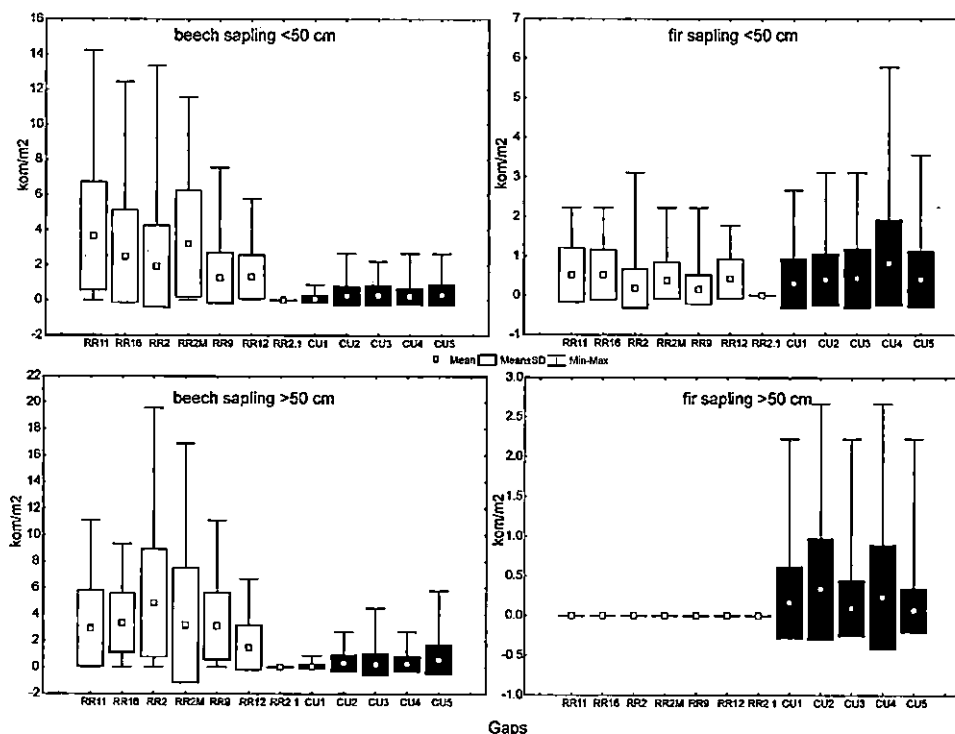 beech sapling <50 cm
kom/m2
16
14
12
10
8
6
4
2
0
-2
RR11 RR16 RR2 RR2M RR9 RR12 RR2.1 CU1 CU2 CU3 CU4 CU5
fir sapling <50 cm
kom/m2
7
6
5
4
3
2
1
0
-1
RR11 RR16 RR2 RR2M RR9 RR12 RR2.1 CU1 CU2 CU3 CU4 CU5
Mean Mean±SD Min-Max
beech sapling >50 cm
kom/m2
22
20
18
16
14
12
10
8
6
4
2
0
-2
RR11 RR16 RR2 RR2M RR9 RR12 RR2 1 CU1 CU2 CU3 CU4 CU5
fir sapling >50 cm
kom/m2
3.0
2.5
2.0
1.5
1.0
0.5
0.0
-0.5
-1.0
RR11 RR16 RR2 RR2M RR9 RR12 RR2 1 CU1 CU2 CU3 CU4 CU5
Gaps